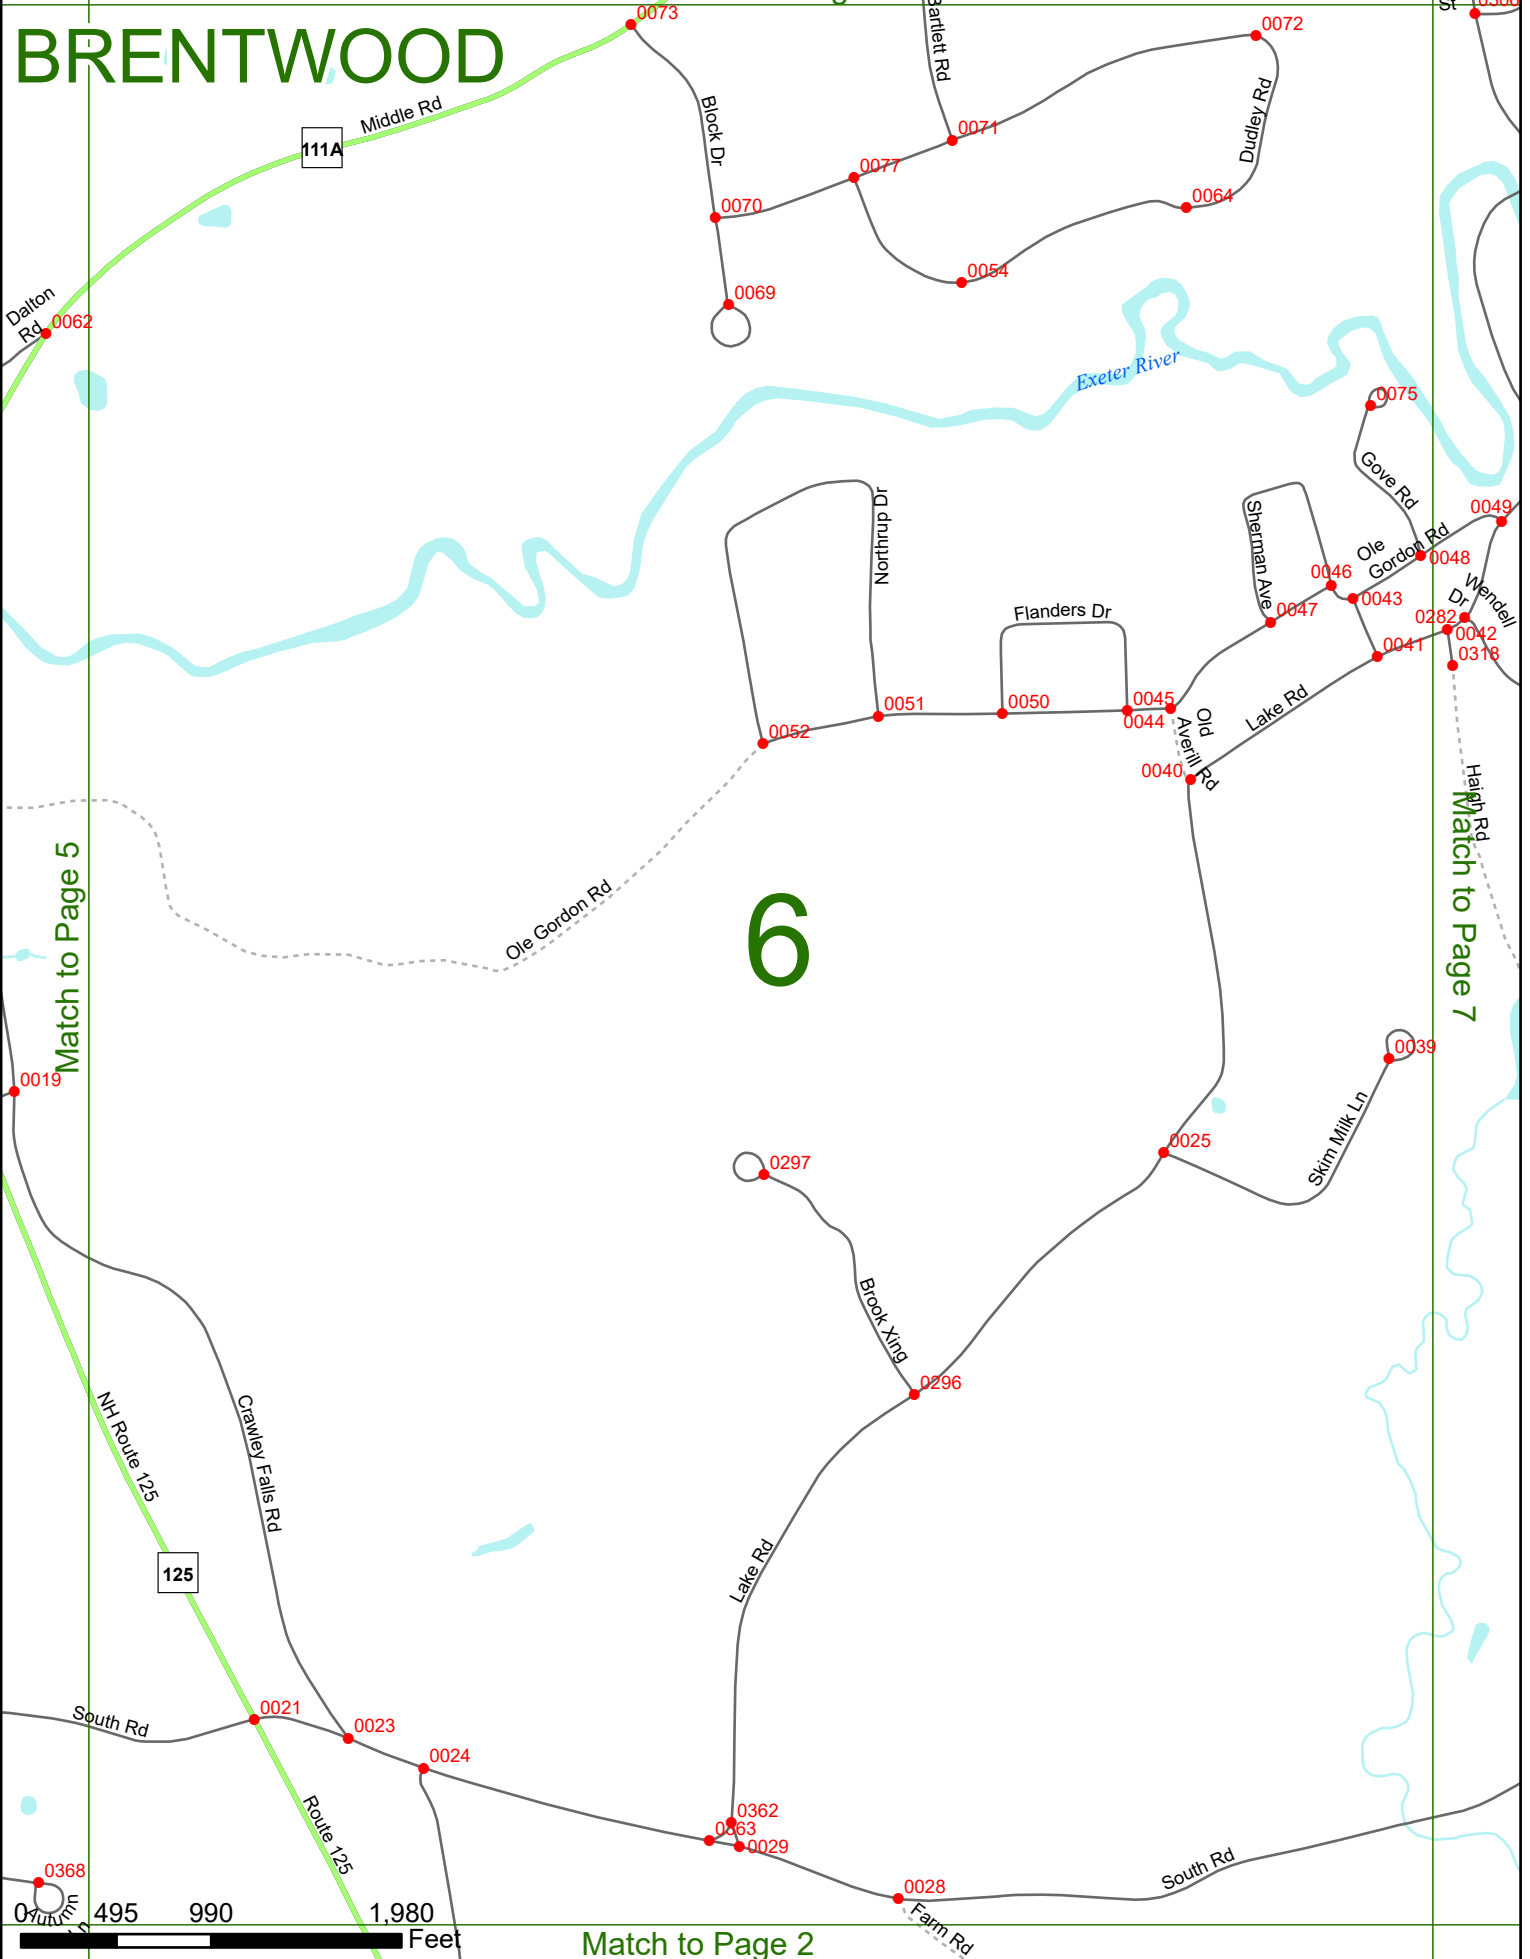 BRENTWOOD
0073
0072
St
Bartlett Rd
Middle Rd
111A
Block Dr
Dudley Rd
0071
0077
0070
0064
0054
0069
Dalton
Rd
0062
Exeter River
0075
Gove Rd
Northrup Dr
Sherman Ave
0049
Ole
Gordon Rd
0048
0046
0043
Wendell
Dr
Flanders Dr
0047
0282
0042
0041
0318
0051
0050
0045
0044
0052
Old
Averill Rd
Lake Rd
0040
Haigh Rd
Match to Page 5
Match to Page 7
Ole Gordon Rd
6
0019
0039
0025
Skim Milk Ln
0297
Brook Xing
0296
NH Route 125
Crawley Falls Rd
125
Lake Rd
South Rd
0021
0023
0024
0362
0363
0029
Route 125
0368
0028
South Rd
Autumn
Ln
Farm Rd
0 495 990 1,980
Feet
Match to Page 2